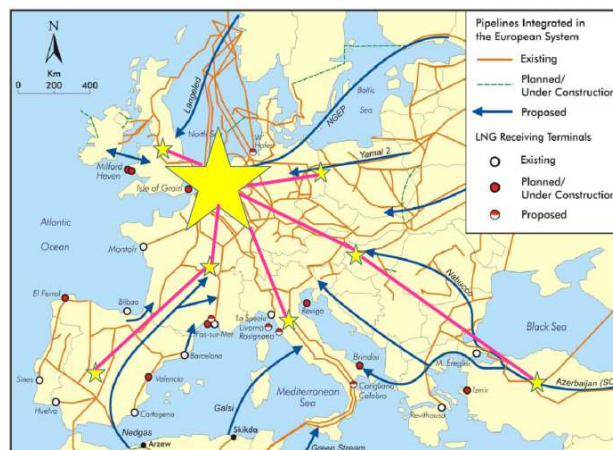 N
Km
0 200 400
Pipelines Integrated in
the European System
Existing
Planned/
Under Construction
Proposed
LNG Receiving Terminals
Existing
Planned/
Under Construction
Proposed
Langeled
North
Baltic
Sea
NGEP
Yamal 2
Milford
Haven
Isle of Grain
Atlantic
Ocean
Montoir
El Ferrol
Bilbao
Fos-sur-Mer
La Spezia
Livorno
Rosignano
Rovigo
Nabucco
Black Sea
Barcelona
Valencia
Sines
Huelva
Cartagena
Mediterranean
Sea
Brindisi
Corigliano
Calabro
M. Ereglisi
Izmir
Azerbaijan (SC
Revithoussa
Galsi
Skikda
Medgas
Arzew
Green Stream